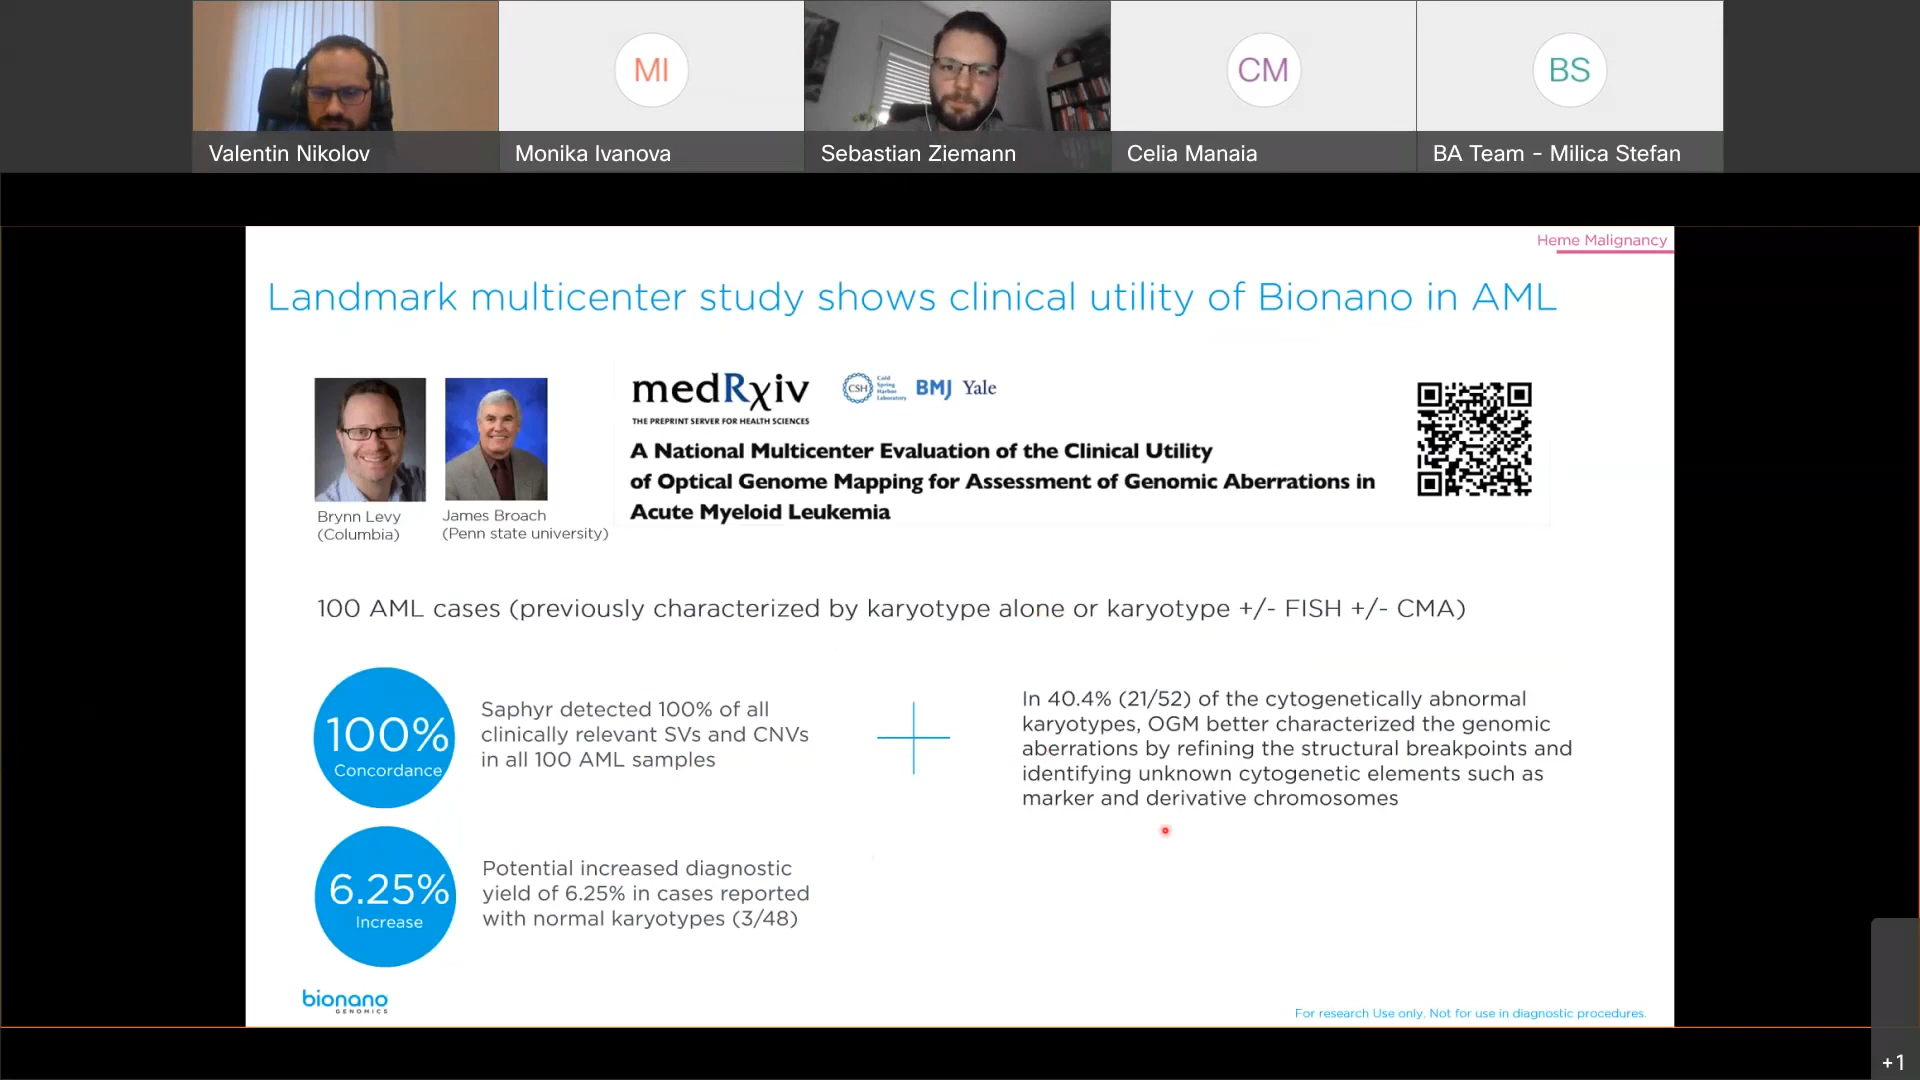 MI
CM
BS
Valentin Nikolov
Monika Ivanova
Sebastian Ziemann
Celia Manaia
BA Team - Milica Stefan
Heme Malignancy
Landmark multicenter study shows clinical utility of Bionano in AML
medRxiv
THE PREPRINT SERVER FOR HEALTH SCIENCES
CSH
Cold
Spring
Harbor
Laboratory
BMJ Yale
A National Multicenter Evaluation of the Clinical Utility
of Optical Genome Mapping for Assessment of Genomic Aberrations in
Acute Myeloid Leukemia
Brynn Levy
(Columbia)
James Broach
(Penn state university)
100 AML cases (previously characterized by karyotype alone or karyotype +/- FISH +/- CMA)
100%
Concordance
Saphyr detected 100% of all
clinically relevant SVs and CNVs
in all 100 AML samples
In 40.4% (21/52) of the cytogenetically abnormal
karyotypes, OGM better characterized the genomic
aberrations by refining the structural breakpoints and
identifying unknown cytogenetic elements such as
marker and derivative chromosomes
6.25%
Increase
Potential increased diagnostic
yield of 6.25% in cases reported
with normal karyotypes (3/48)
bionano
GENOMICS
For research Use only. Not for use in diagnostic procedures.
+1